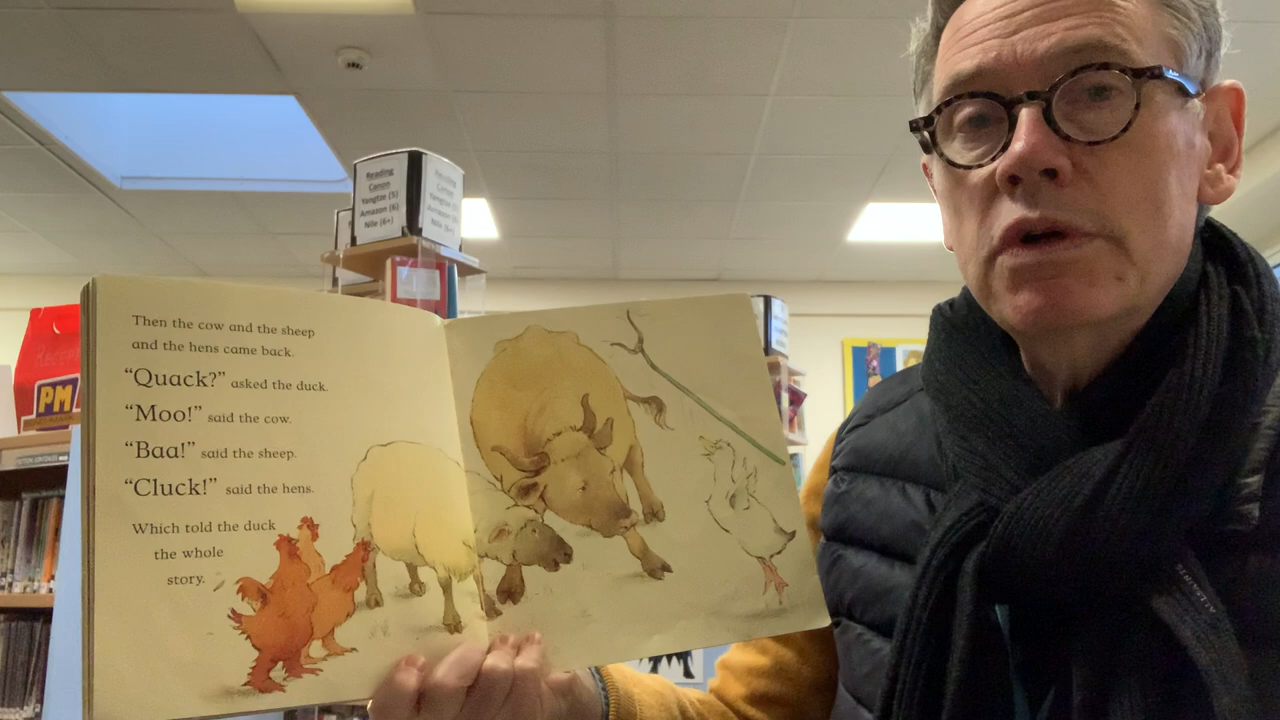 Reading
Canon
Yangtze (5)
Amazon (6)
Nile (6+)
Reading
Canon
PM
Then the cow and the sheep
and the hens came back.
“Quack?” asked the duck.
“Moo!” said the cow.
“Baa!” said the sheep.
“Cluck!” said the hens.
Which told the duck
the whole
story.